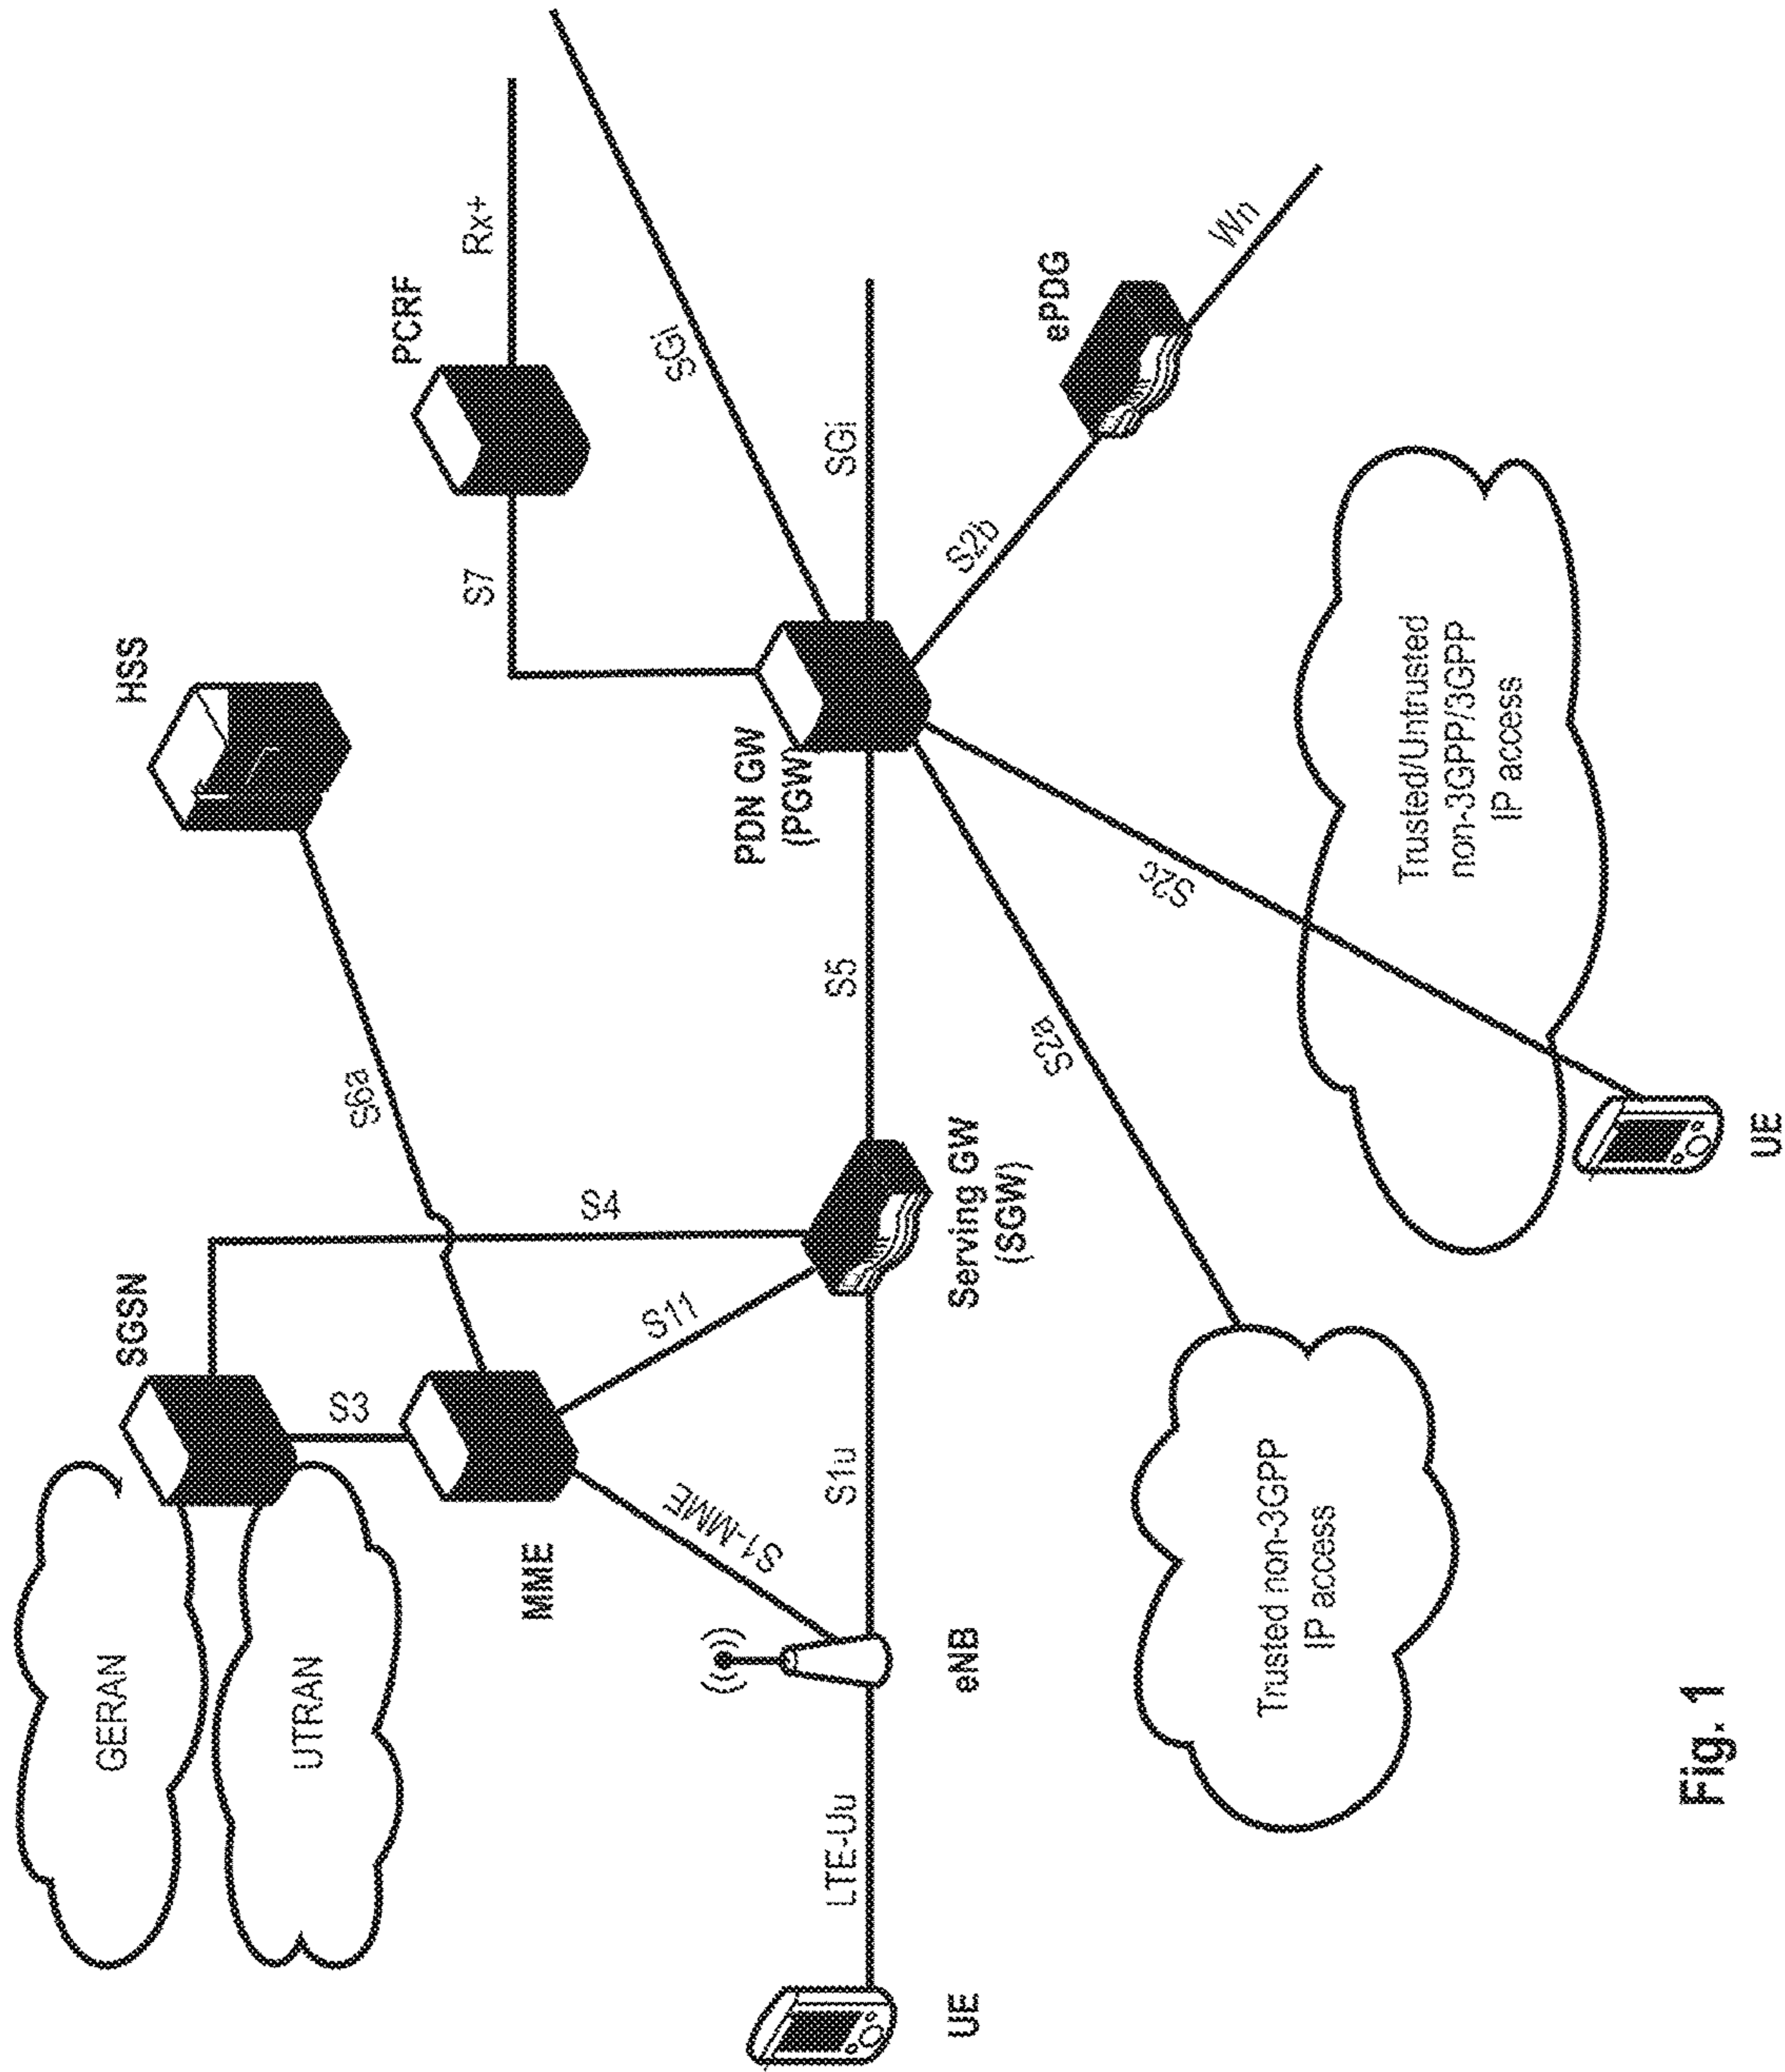 GERAN
UTRAN
SGSN
HSS
S3
S6a
PCRF
Rx+
S7
MME
S4
S11
S1-MME
SGi
PDN GW
(PGW)
UE
LTE-Uu
eNB
S1u
Serving GW
(SGW)
S5
SGi
S2b
ePDG
Wn
S2a
S2c
Trusted non-3GPP
IP access
Trusted/Untrusted
non-3GPP/3GPP
IP access
UE
Fig. 1